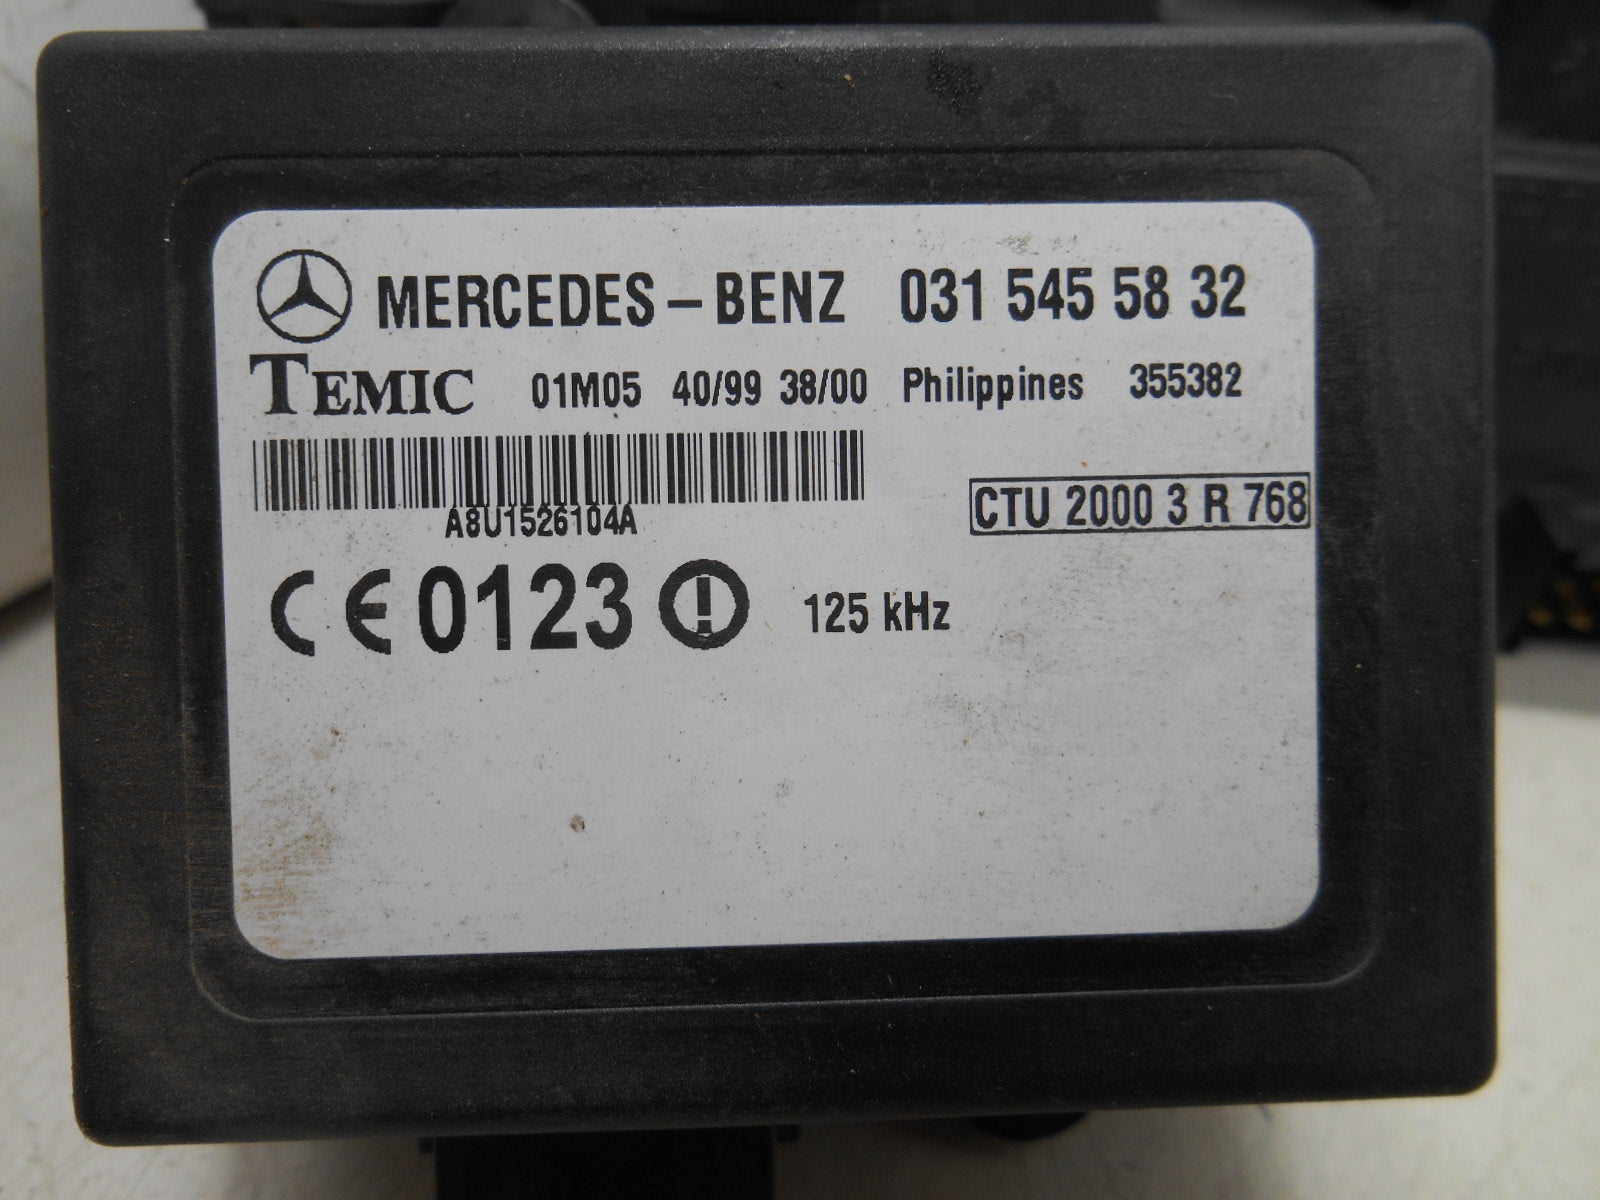 MERCEDES-BENZ 031 545 58 32
TEMIC 01M05 40/99 38/00 Philippines 355382
A8U1526104A
CTU 2000 3 R 768
CE 0123 ! 125 kHz